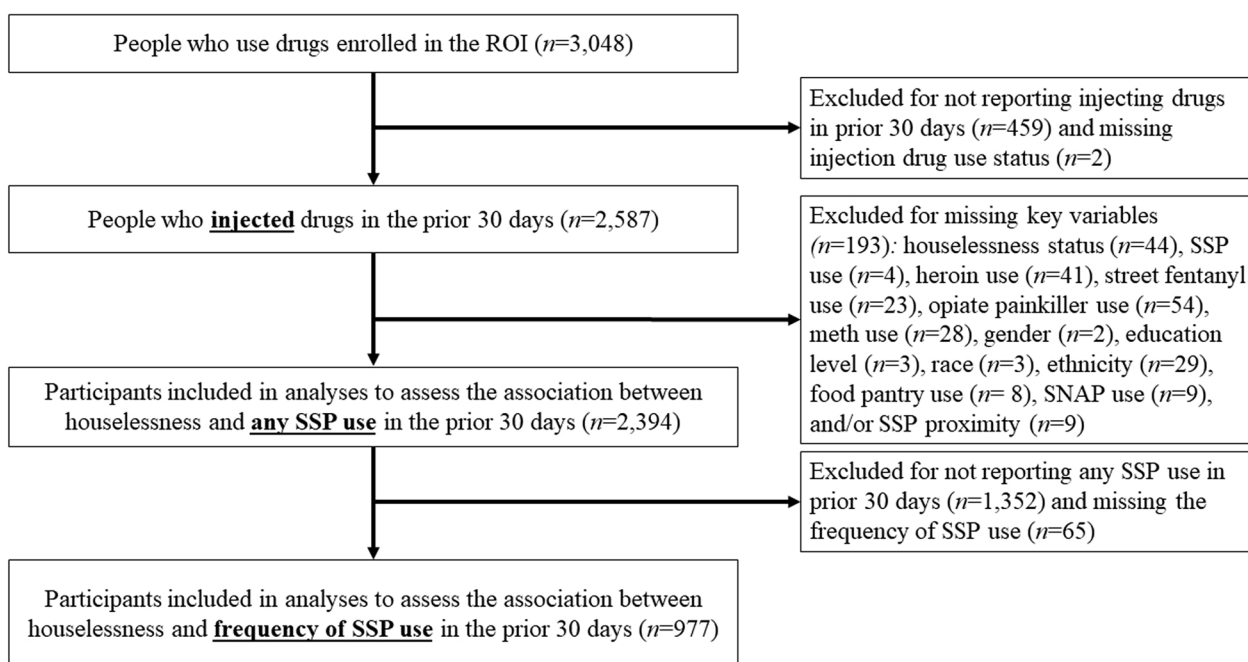 People who use drugs enrolled in the ROI (n=3,048)
Excluded for not reporting injecting drugs
in prior 30 days (n=459) and missing
injection drug use status (n=2)
People who injected drugs in the prior 30 days (n=2,587)
Excluded for missing key variables
(n=193): houselessness status (n=44), SSP
use (n=4), heroin use (n=41), street fentanyl
use (n=23), opiate painkiller use (n=54),
meth use (n=28), gender (n=2), education
level (n=3), race (n=3), ethnicity (n=29),
food pantry use (n= 8), SNAP use (n=9),
and/or SSP proximity (n=9)
Participants included in analyses to assess the association between
houselessness and any SSP use in the prior 30 days (n=2,394)
Excluded for not reporting any SSP use in
prior 30 days (n=1,352) and missing the
frequency of SSP use (n=65)
Participants included in analyses to assess the association between
houselessness and frequency of SSP use in the prior 30 days (n=977)